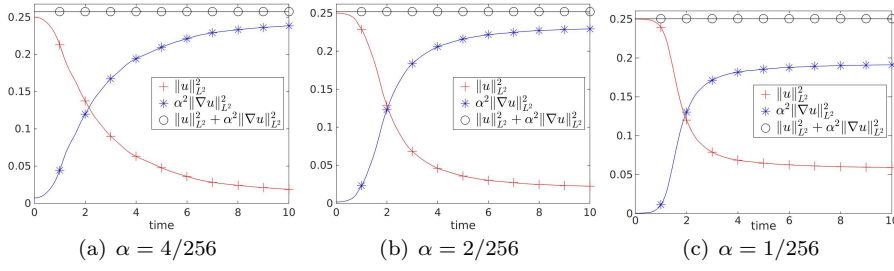 0.25
0.2
0.15
0.1
0.05
0
‖u‖²_{L²}
α²‖∇u‖²_{L²}
‖u‖²_{L²} + α²‖∇u‖²_{L²}
0 2 4 6 8 10
time
(a) α = 4/256
0.25
0.2
0.15
0.1
0.05
0
‖u‖²_{L²}
α²‖∇u‖²_{L²}
‖u‖²_{L²} + α²‖∇u‖²_{L²}
0 2 4 6 8 10
time
(b) α = 2/256
0.25
0.2
0.15
0.1
0.05
0
‖u‖²_{L²}
α²‖∇u‖²_{L²}
‖u‖²_{L²} + α²‖∇u‖²_{L²}
0 2 4 6 8 10
time
(c) α = 1/256